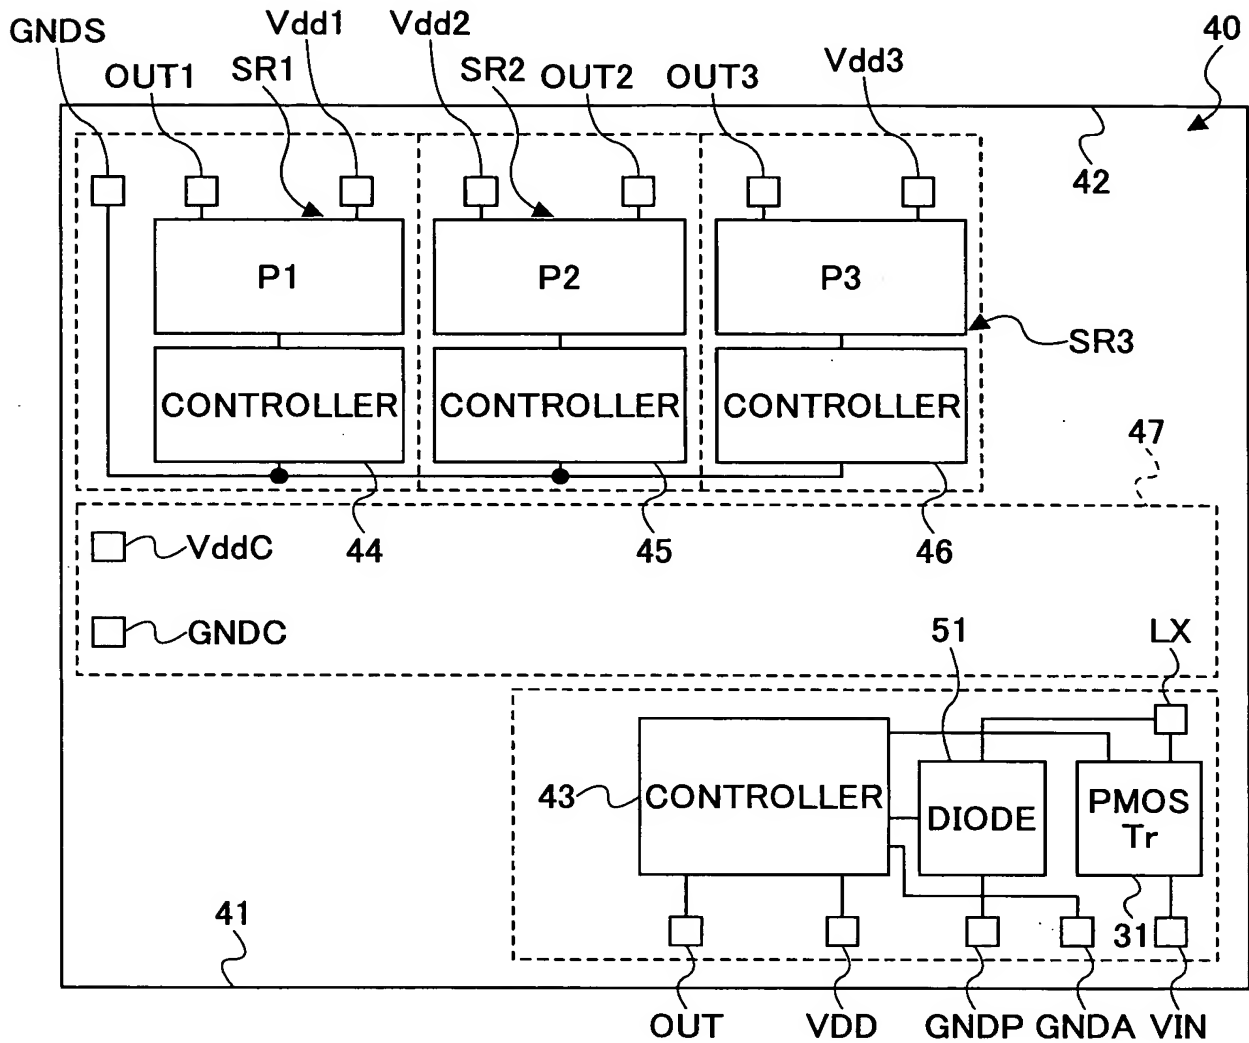 GNDS
Vdd1
Vdd2
40
OUT1
SR1
SR2
OUT2
OUT3
Vdd3
42
P1
P2
P3
SR3
CONTROLLER
CONTROLLER
CONTROLLER
47
VddC
44
45
46
GNDC
51
LX
43
CONTROLLER
DIODE
PMOS
Tr
41
31
OUT
VDD
GNDP
GNDA
VIN